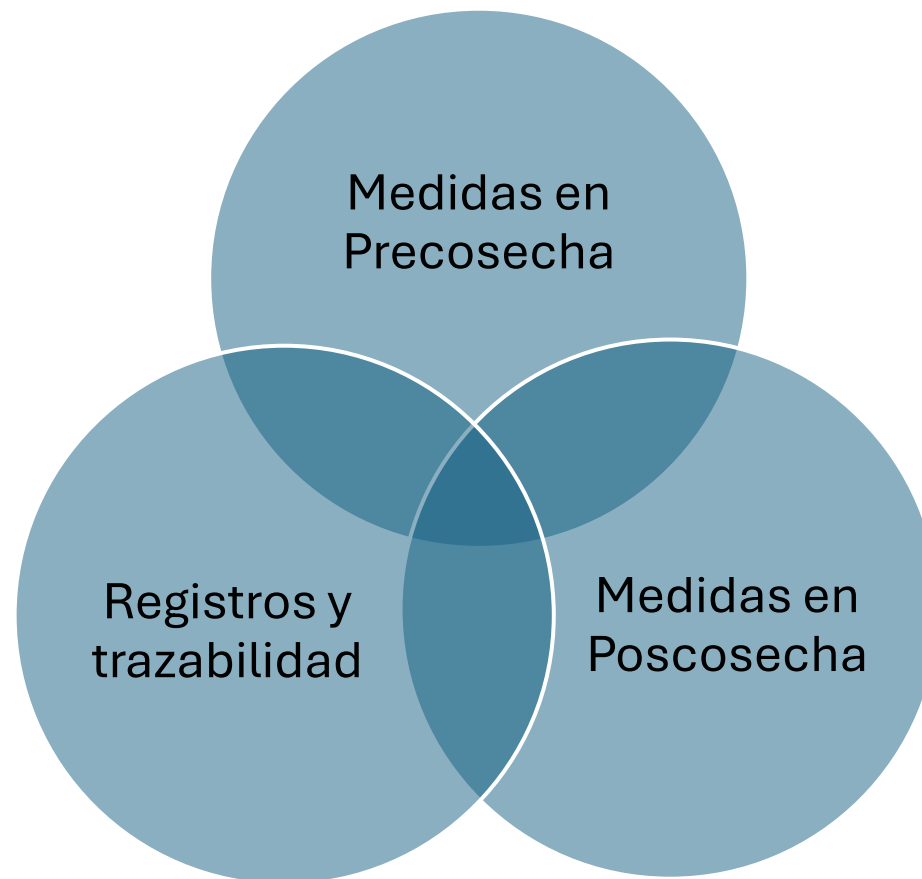 Medidas en
Precosecha
Registros y
trazabilidad
Medidas en
Poscosecha